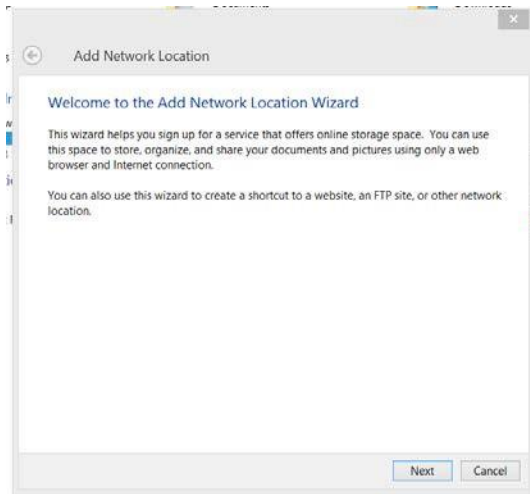 Add Network Location
Welcome to the Add Network Location Wizard
This wizard helps you sign up for a service that offers online storage space. You can use
this space to store, organize, and share your documents and pictures using only a web
browser and Internet connection.
You can also use this wizard to create a shortcut to a website, an FTP site, or other network
location.
Next Cancel